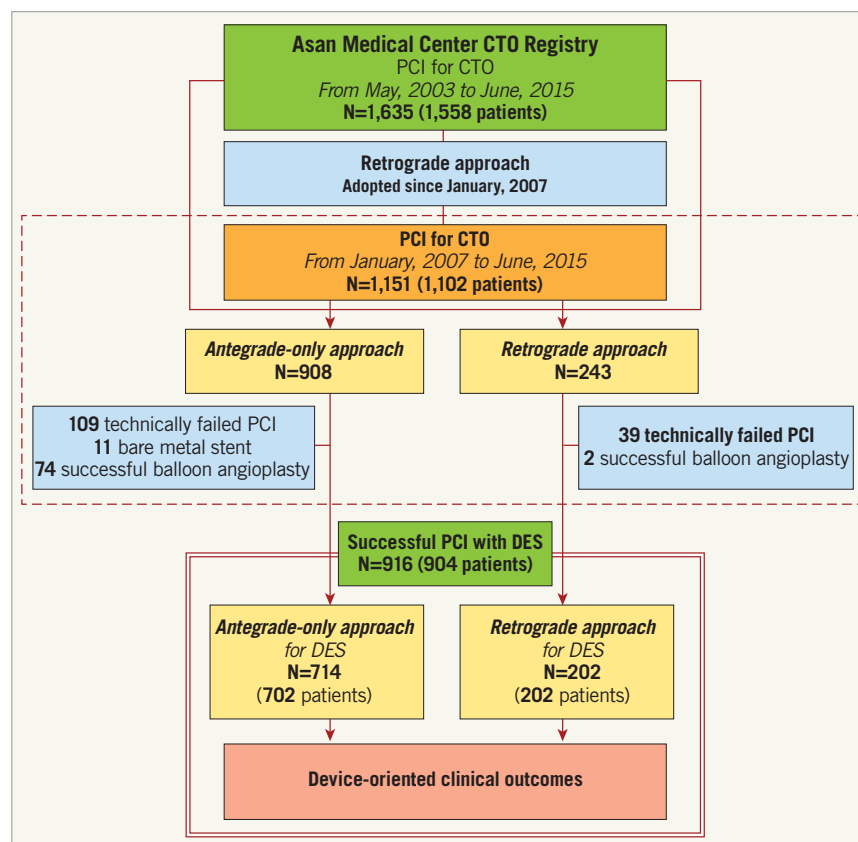 Asan Medical Center CTO Registry
PCI for CTO
From May, 2003 to June, 2015
N=1,635 (1,558 patients)
Retrograde approach
Adopted since January, 2007
PCI for CTO
From January, 2007 to June, 2015
N=1,151 (1,102 patients)
Antegrade-only approach
N=908
Retrograde approach
N=243
109 technically failed PCI
11 bare metal stent
74 successful balloon angioplasty
39 technically failed PCI
2 successful balloon angioplasty
Successful PCI with DES
N=916 (904 patients)
Antegrade-only approach
for DES
N=714
(702 patients)
Retrograde approach
for DES
N=202
(202 patients)
Device-oriented clinical outcomes